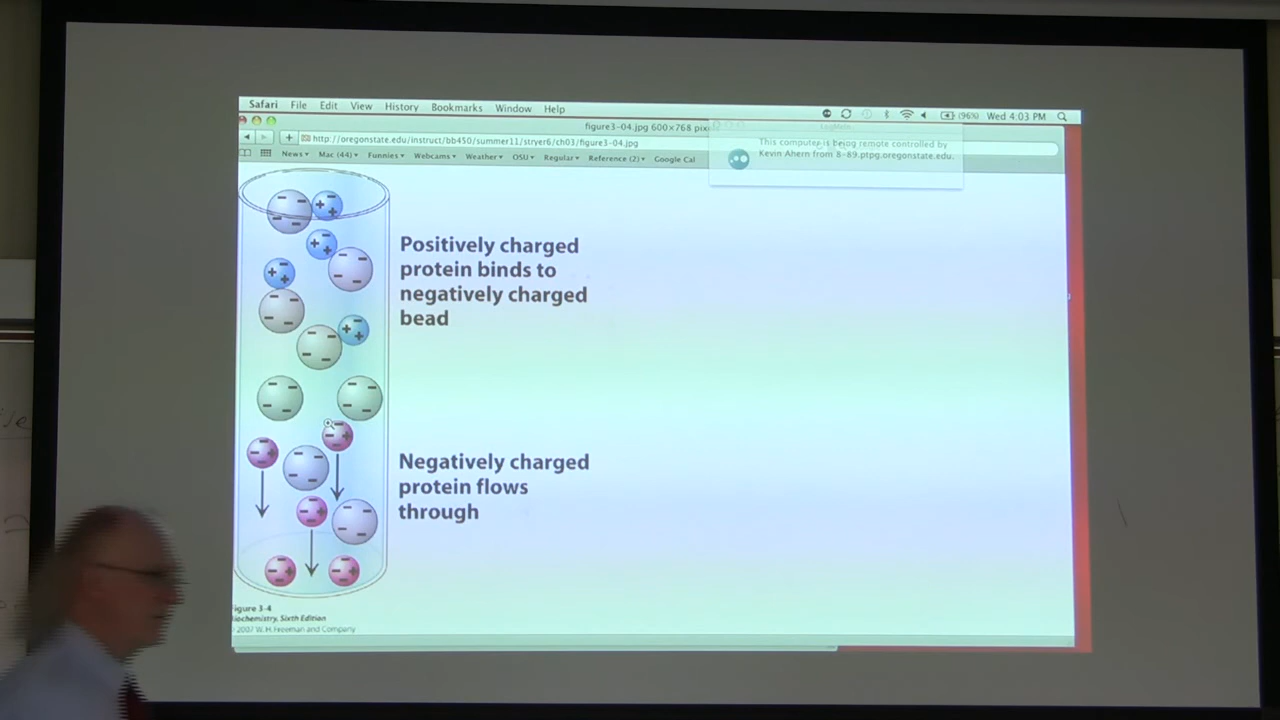 Safari File Edit View History Bookmarks Window Help (96%) Wed 4:03 PM
figure3-04.jpg 600×768 pix
http://oregonstate.edu/instruct/bb450/summer11/stryer6/ch03/figure3-04.jpg
News Mac (44) Funnies Webcams Weather OSU Regular Reference (2) Google Cal
This computer is being remote controlled by
Kevin Ahern from 8-89.ptpg.oregonstate.edu.
Positively charged
protein binds to
negatively charged
bead
Negatively charged
protein flows
through
igure 3-4
iochemistry, Sixth Edition
2007 W. H. Freeman and Company